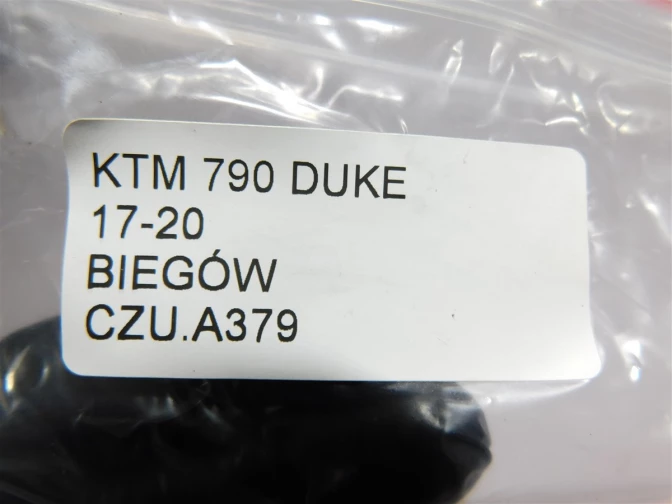 KTM 790 DUKE
17-20
BIEGÓW
CZU.A379